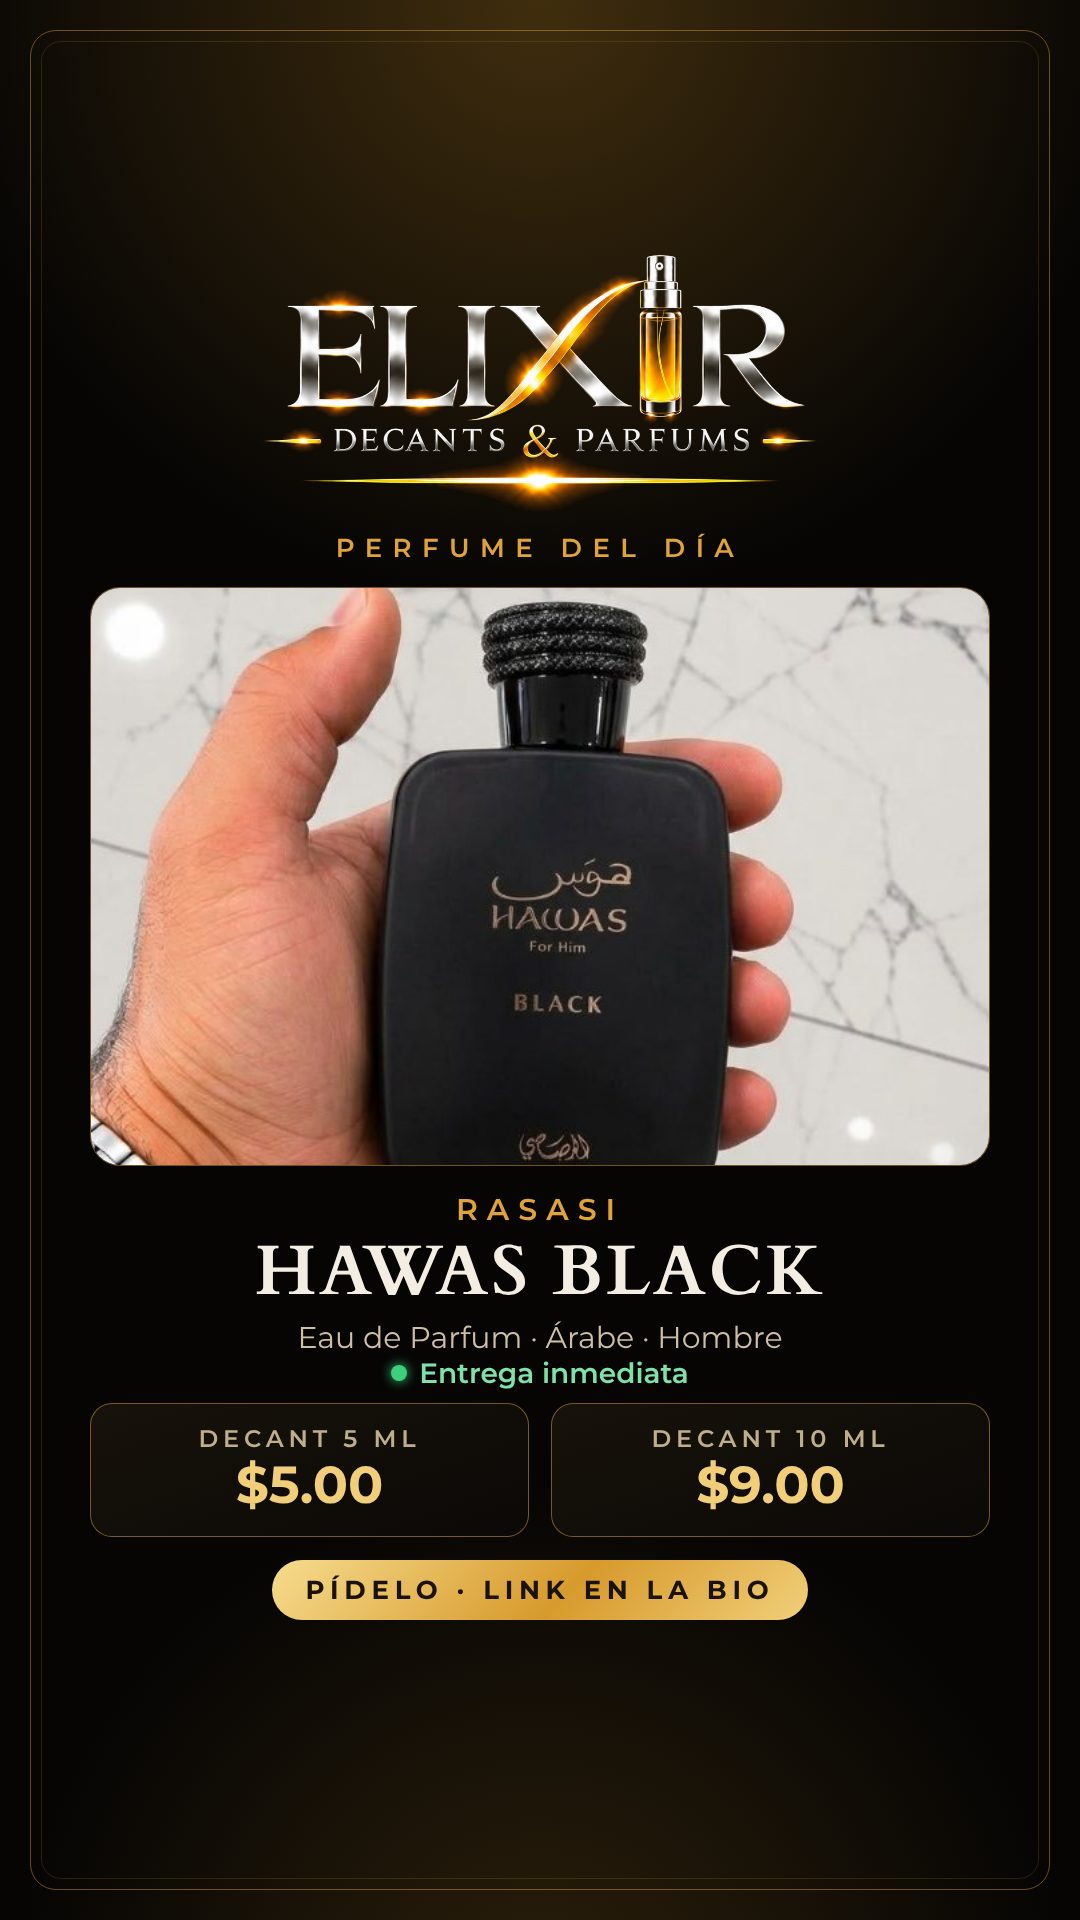 ELIXIR
DECANTS & PARFUMS
PERFUME DEL DÍA
هَوَس
HAWAS
For Him
BLACK
الرصاصي
RASASI
HAWAS BLACK
Eau de Parfum · Árabe · Hombre
Entrega inmediata
DECANT 5 ML
$5.00
DECANT 10 ML
$9.00
PÍDELO · LINK EN LA BIO